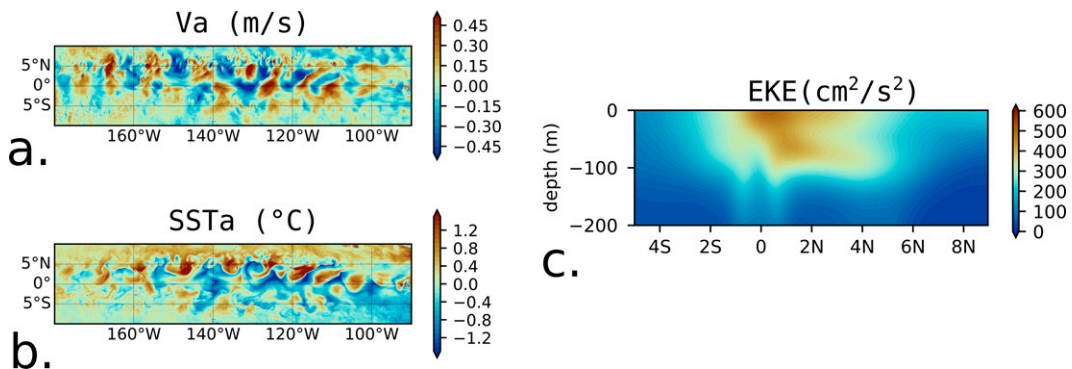 Va (m/s)
5°N
0°
5°S
160°W 140°W 120°W 100°W
0.45
0.30
0.15
0.00
−0.15
−0.30
−0.45
a.
SSTa (°C)
5°N
0°
5°S
160°W 140°W 120°W 100°W
1.2
0.8
0.4
0.0
−0.4
−0.8
−1.2
b.
EKE(cm²/s²)
depth (m)
0
−100
−200
4S 2S 0 2N 4N 6N 8N
600
500
400
300
200
100
0
c.